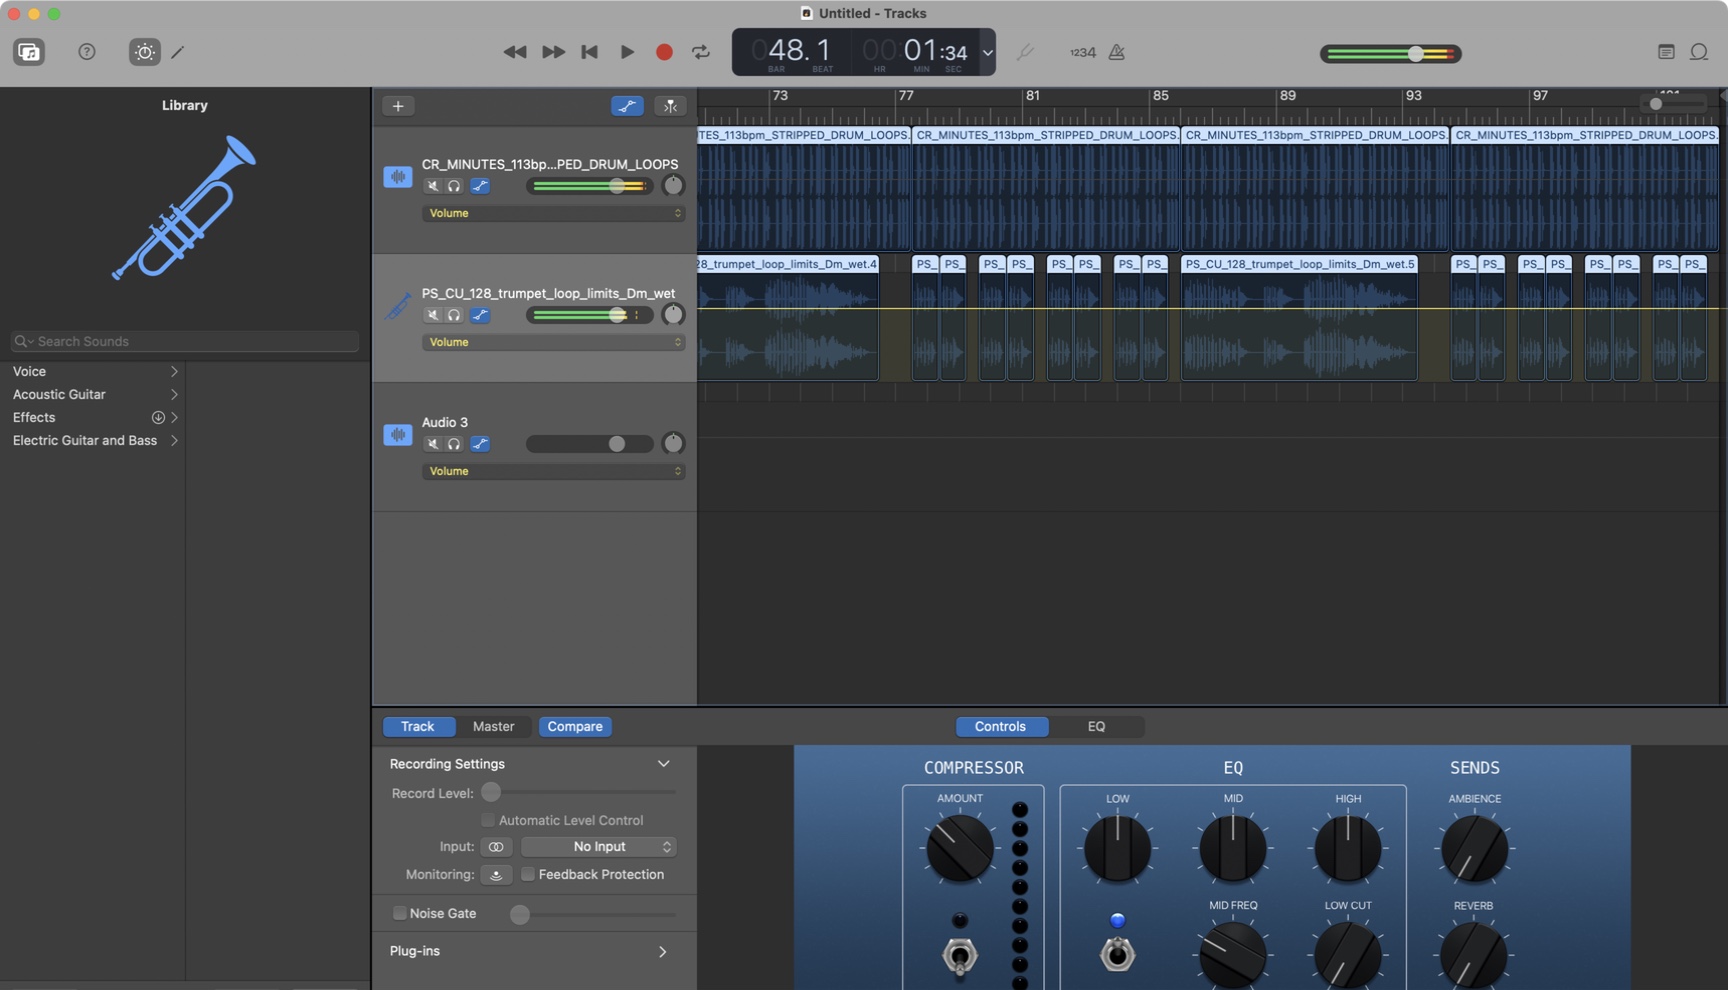 Untitled - Tracks
48. 1
BAR
BEAT
00:01:34
HR
MIN
SEC
1234
Library
Search Sounds
Voice
Acoustic Guitar
Effects
Electric Guitar and Bass
73
77
81
85
89
93
97
CR_MINUTES_113bp...PED_DRUM_LOOPS
Volume
TES_113bpm_STRIPPED_DRUM_LOOPS.
CR_MINUTES_113bpm_STRIPPED_DRUM_LOOPS.
CR_MINUTES_113bpm_STRIPPED_DRUM_LOOPS.
CR_MINUTES_113bpm_STRIPPED_DRUM_LOOPS.
PS_CU_128_trumpet_loop_limits_Dm_wet
Volume
28_trumpet_loop_limits_Dm_wet.4
PS_
PS_
PS_
PS_
PS_
PS_
PS_
PS_
PS_CU_128_trumpet_loop_limits_Dm_wet.5
PS_
PS_
PS_
PS_
PS_
PS_
PS_
PS_
Audio 3
Volume
Track
Master
Compare
Controls
EQ
Recording Settings
Record Level:
Automatic Level Control
Input:
No Input
Monitoring:
Feedback Protection
Noise Gate
Plug-ins
COMPRESSOR
AMOUNT
EQ
LOW
MID
HIGH
MID FREQ
LOW CUT
SENDS
AMBIENCE
REVERB